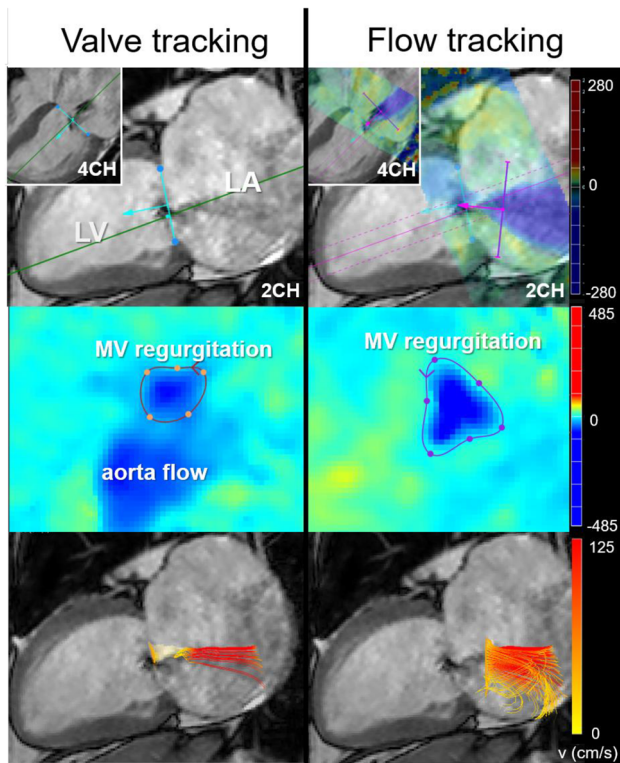 Valve tracking
Flow tracking
4CH
LA
LV
2CH
4CH
2CH
280
0
-280
MV regurgitation
aorta flow
MV regurgitation
485
0
-485
125
0
v (cm/s)